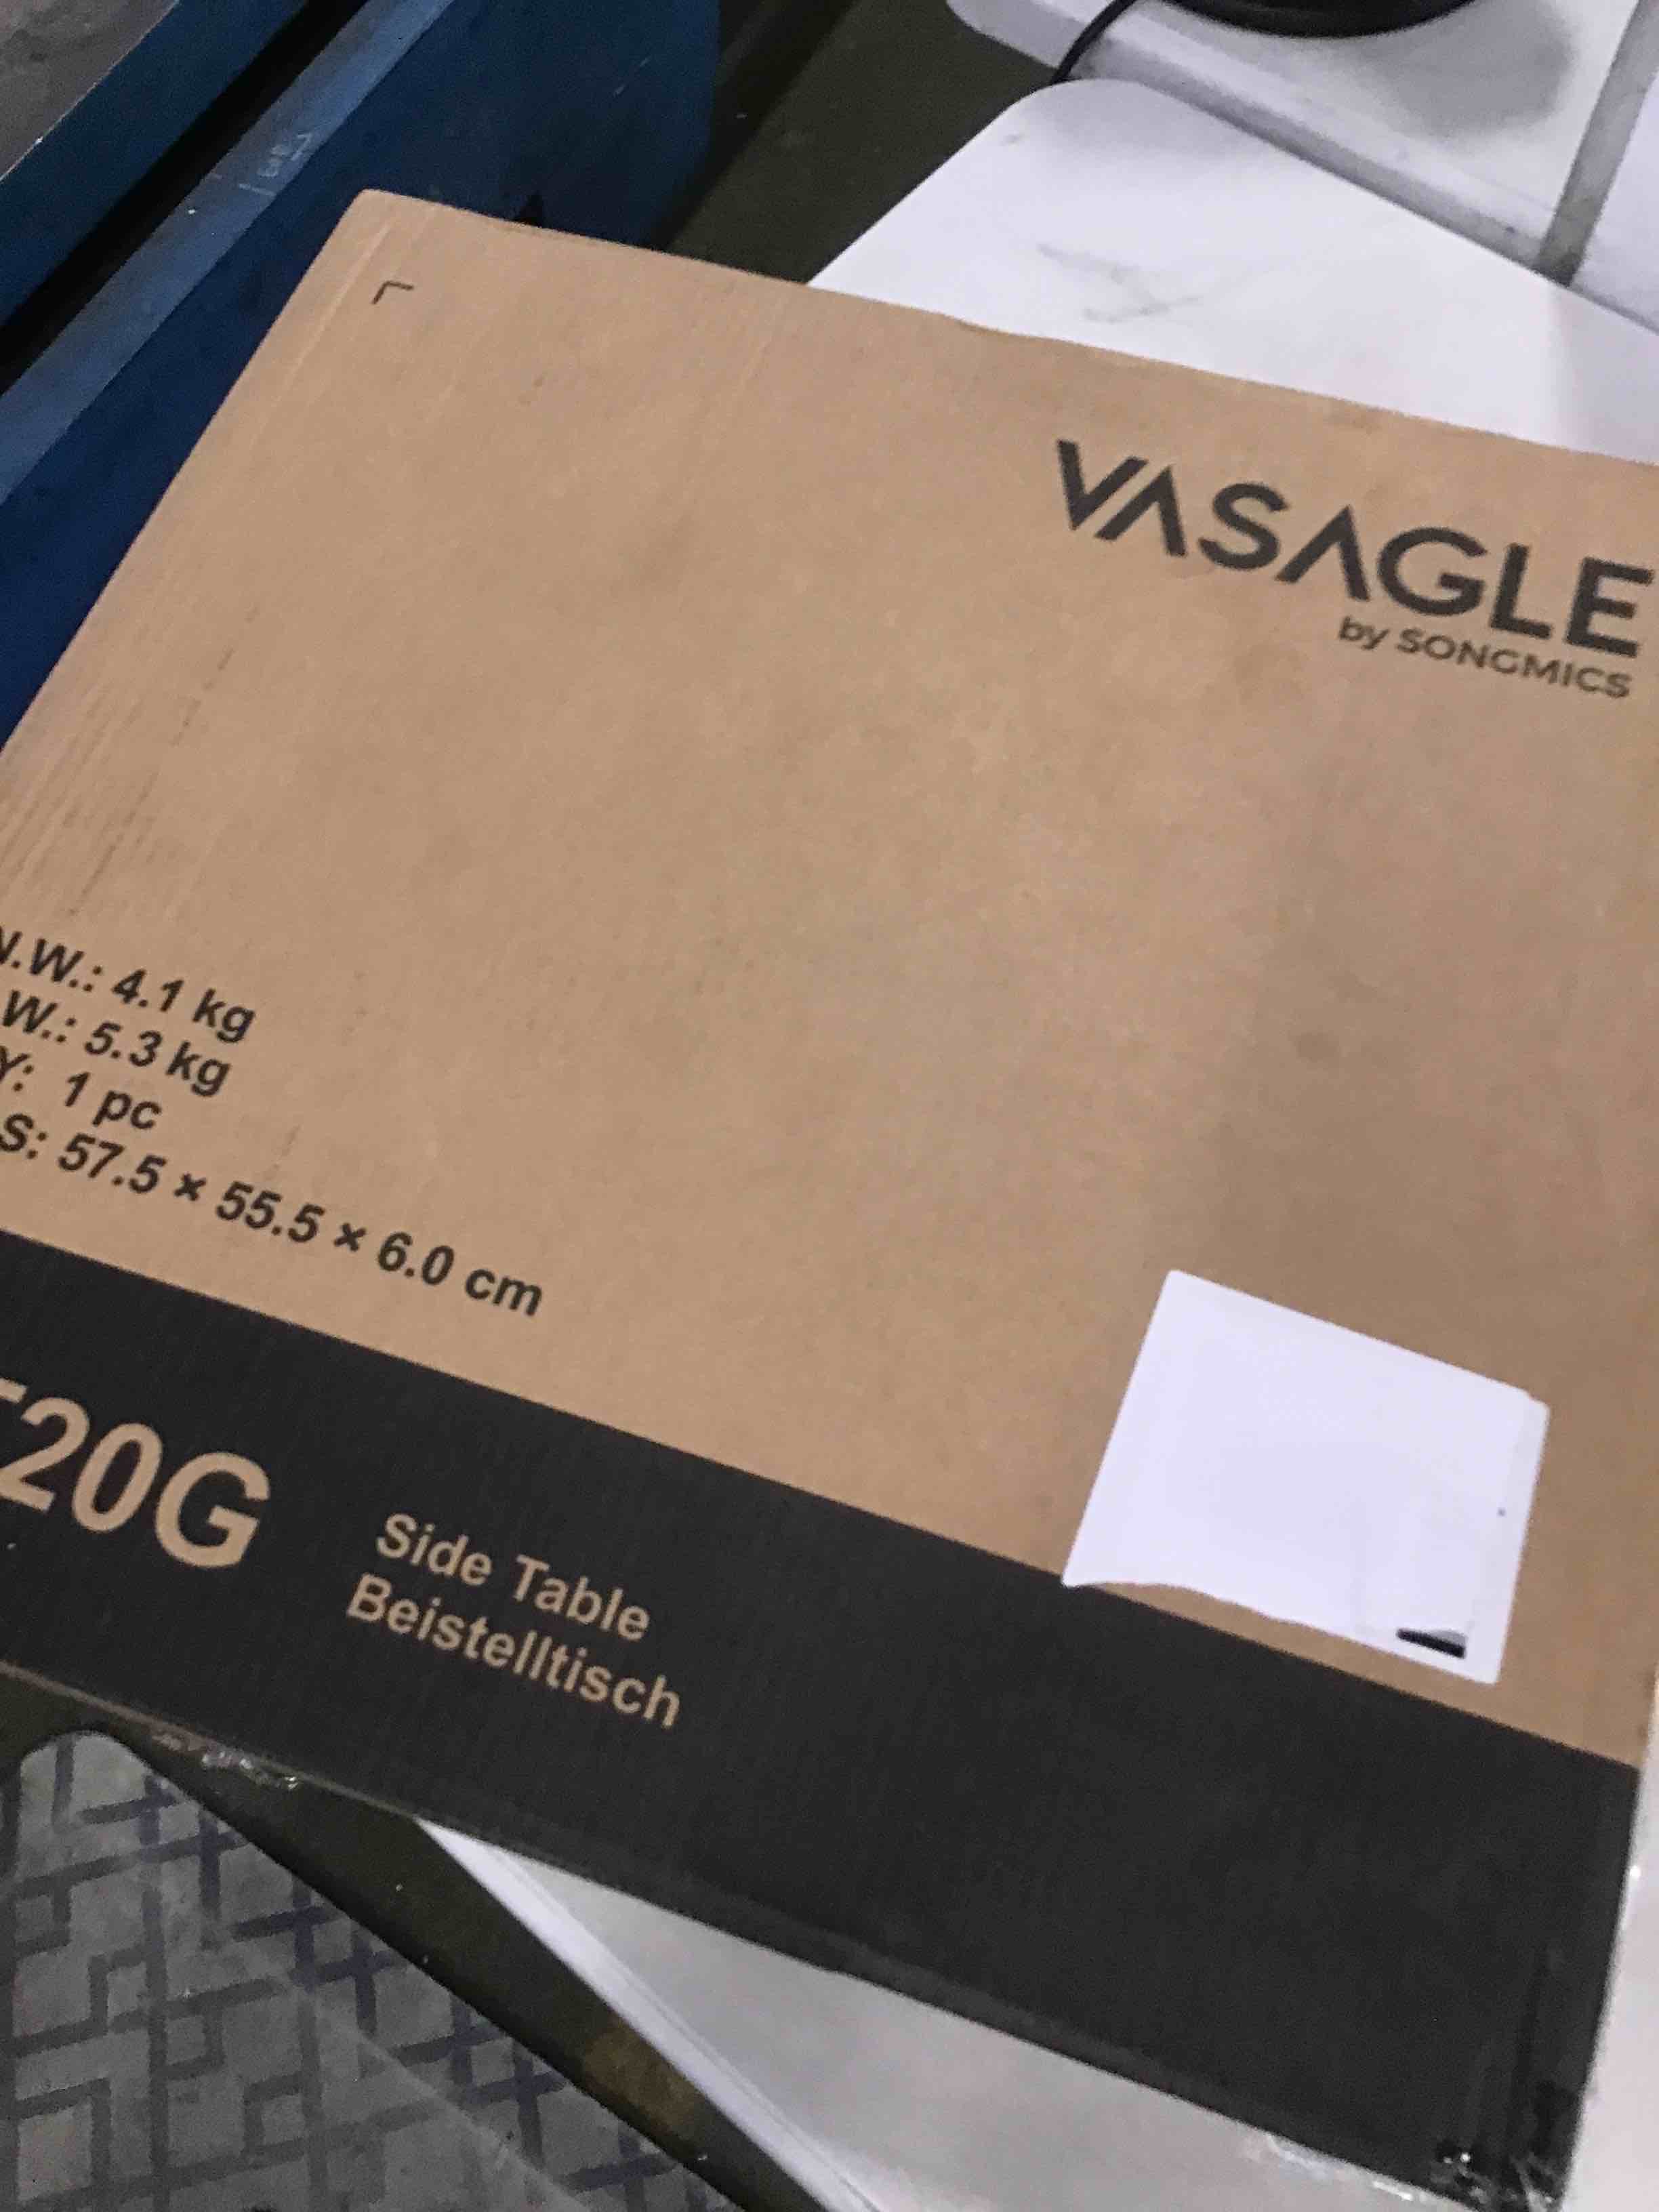 VASAGLE
by SONGMICS
N.W.: 4.1 kg
W.: 5.3 kg
Y: 1 pc
S: 57.5 × 55.5 × 6.0 cm
20G
Side Table
Beistelltisch